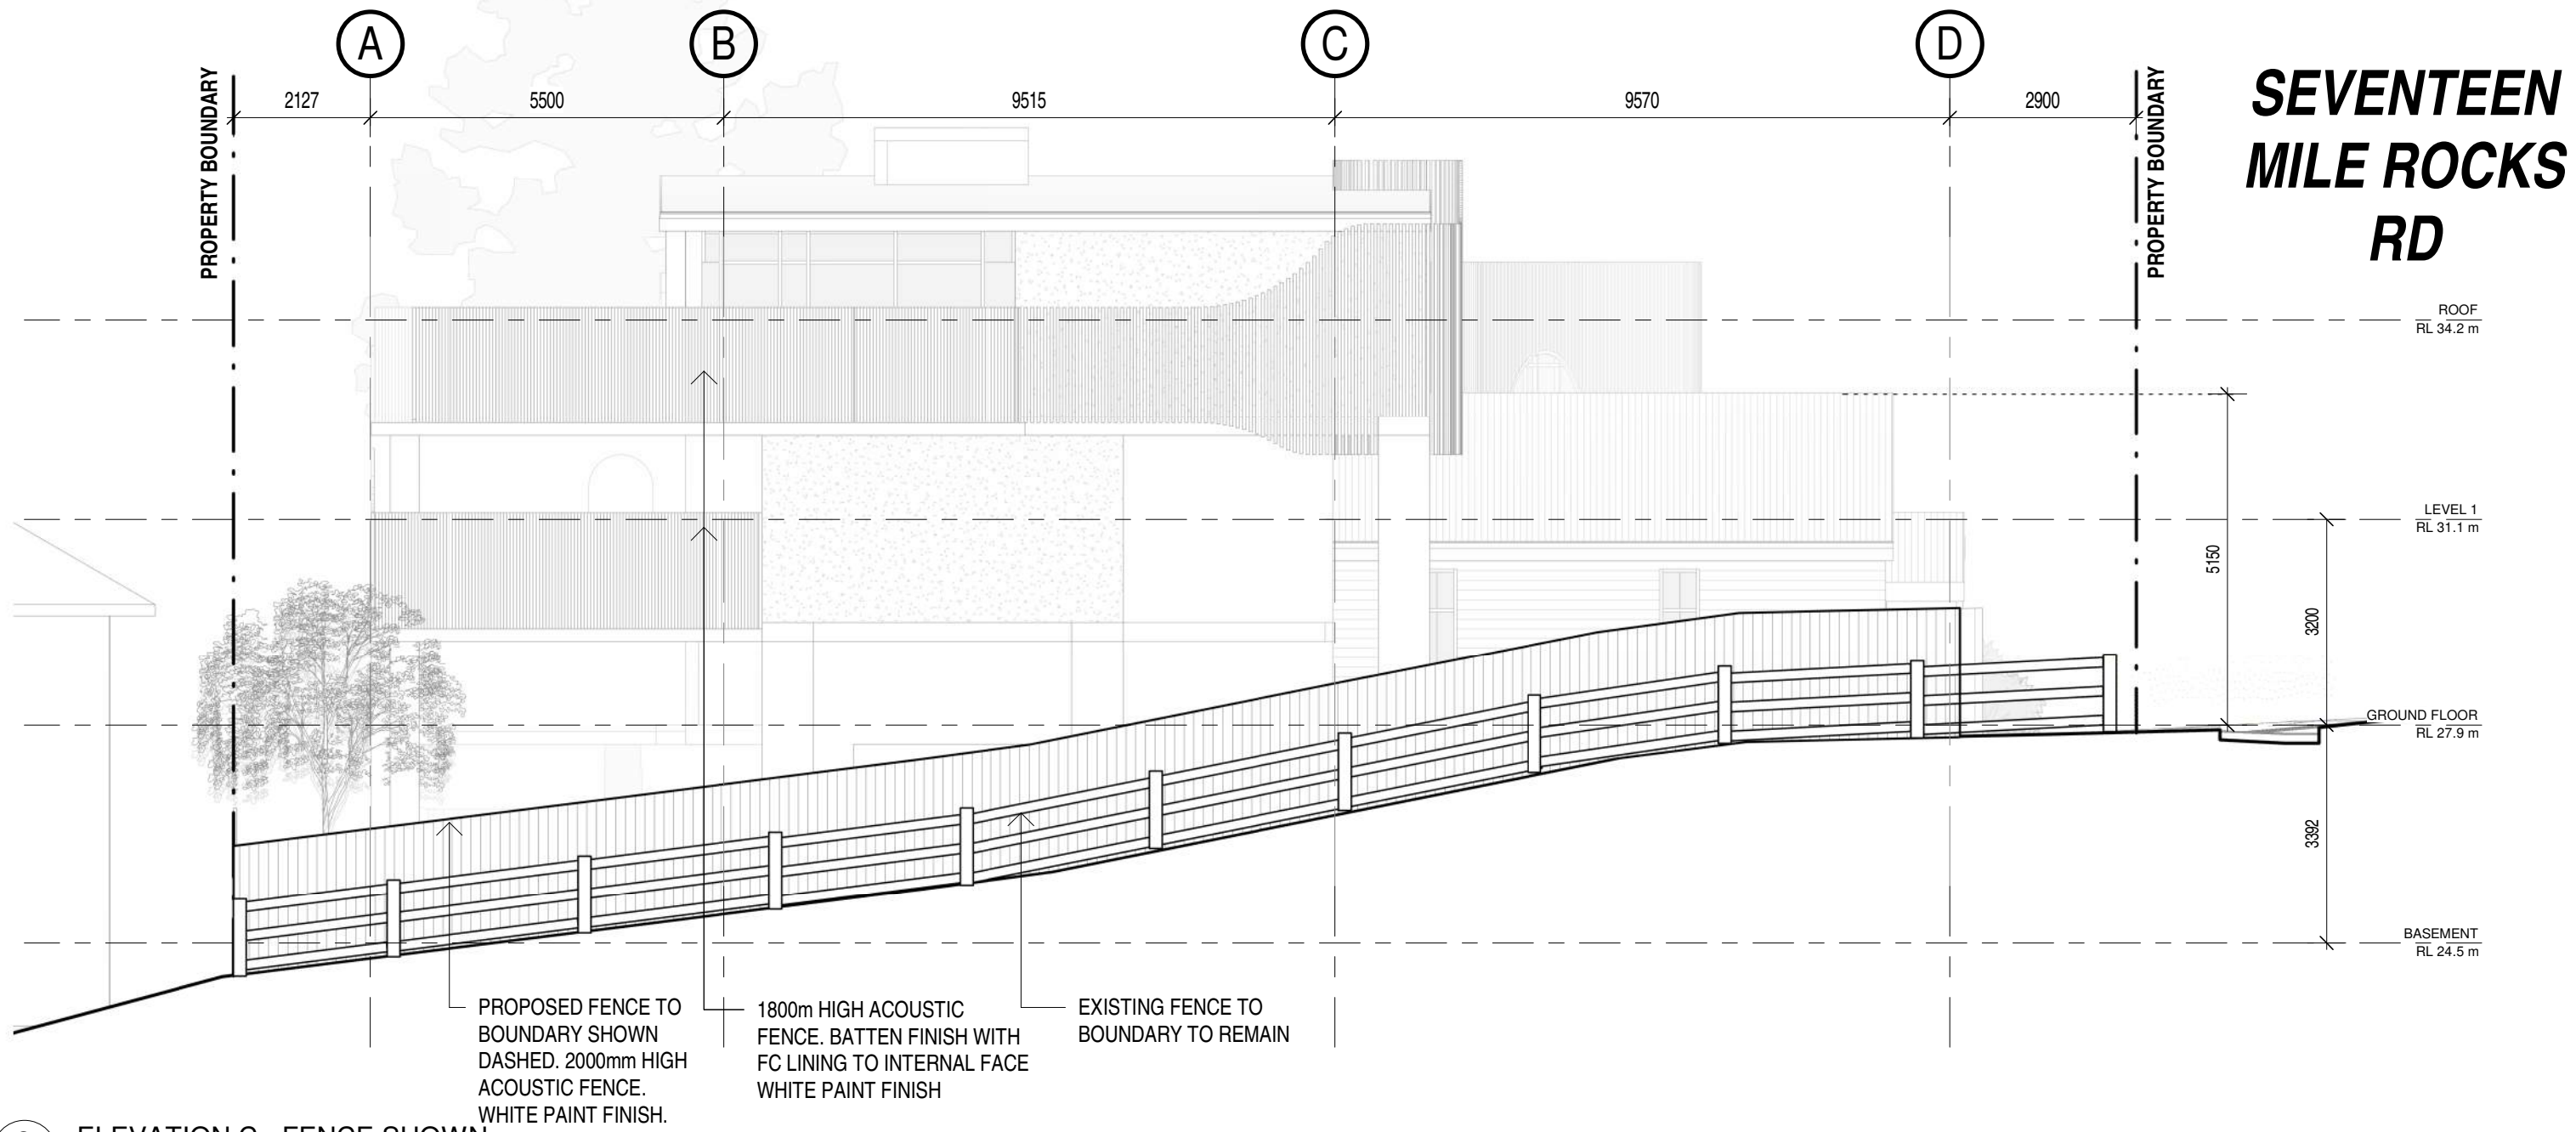 A
B
C
D
PROPERTY BOUNDARY
2127
5500
9515
9570
2900
PROPERTY BOUNDARY
SEVENTEEN
MILE ROCKS
RD
ROOF
RL 34.2 m
LEVEL 1
RL 31.1 m
5150
3200
GROUND FLOOR
RL 27.9 m
3392
BASEMENT
RL 24.5 m
PROPOSED FENCE TO
BOUNDARY SHOWN
DASHED. 2000mm HIGH
ACOUSTIC FENCE.
WHITE PAINT FINISH.
1800m HIGH ACOUSTIC
FENCE. BATTEN FINISH WITH
FC LINING TO INTERNAL FACE
WHITE PAINT FINISH
EXISTING FENCE TO
BOUNDARY TO REMAIN
FENCE SHOWN